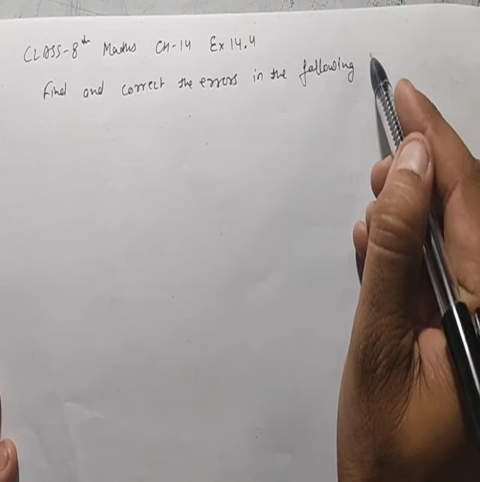 CLASS-8th Maths CH-14 Ex 14.4
Find and correct the errors in the following